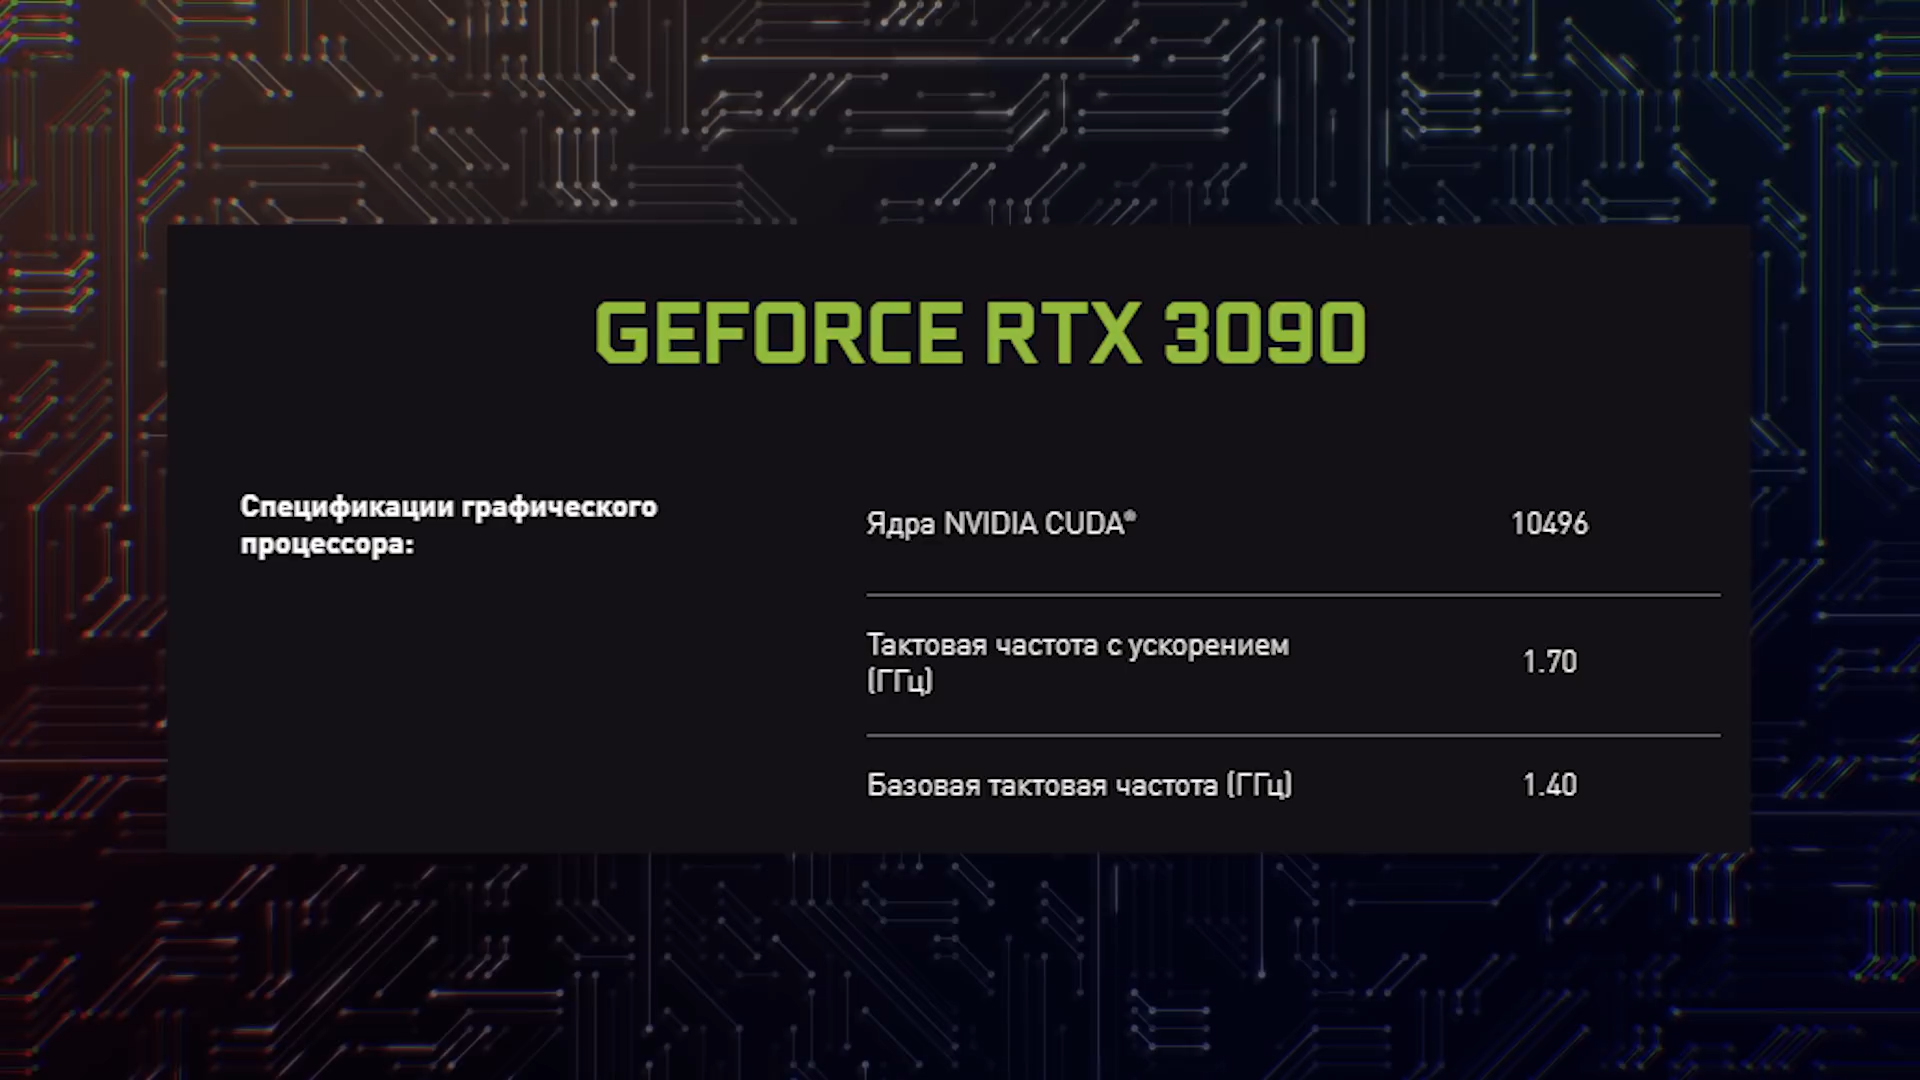 GEFORCE RTX 3090
Спецификации графического
процессора:
Ядра NVIDIA CUDA® 10496
Тактовая частота с ускорением
(ГГц) 1.70
Базовая тактовая частота (ГГц) 1.40